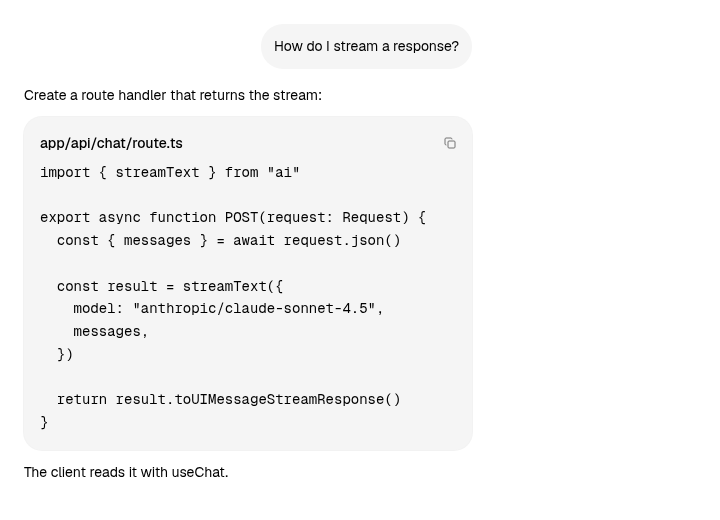 How do I stream a response?
Create a route handler that returns the stream:
app/api/chat/route.ts
import { streamText } from "ai"

export async function POST(request: Request) {
  const { messages } = await request.json()

  const result = streamText({
    model: "anthropic/claude-sonnet-4.5",
    messages,
  })

  return result.toUIMessageStreamResponse()
}
The client reads it with useChat.